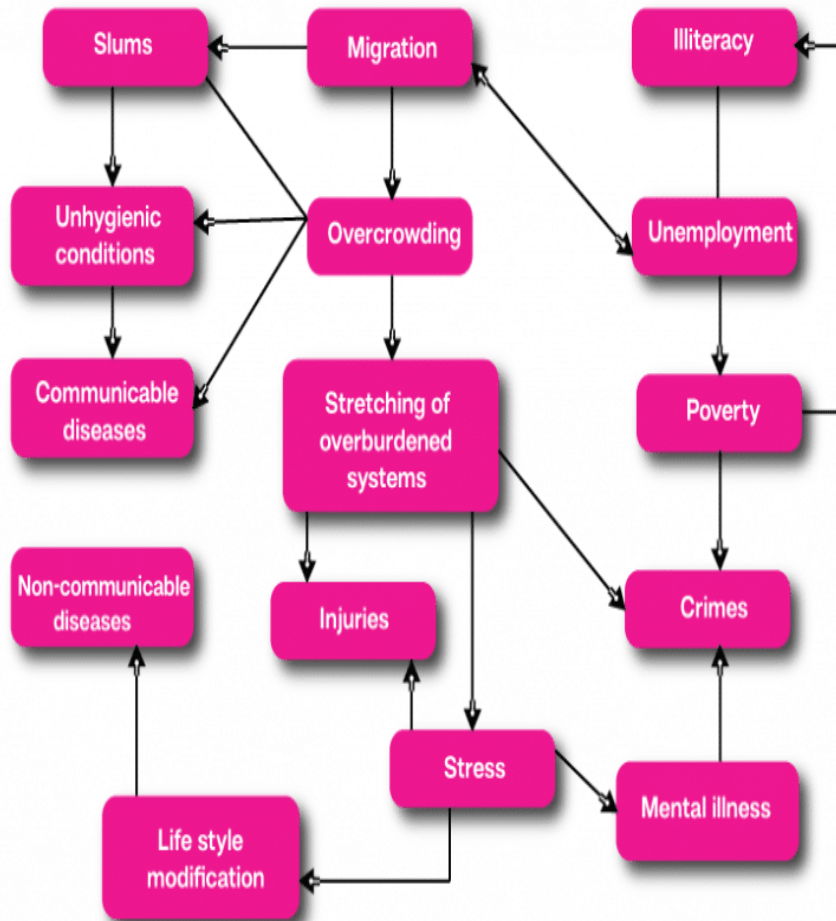 Slums
Migration
Illiteracy
Unhygienic
conditions
Overcrowding
Unemployment
Communicable
diseases
Stretching of
overburdened
systems
Poverty
Non-communicable
diseases
Injuries
Crimes
Stress
Mental illness
Life style
modification